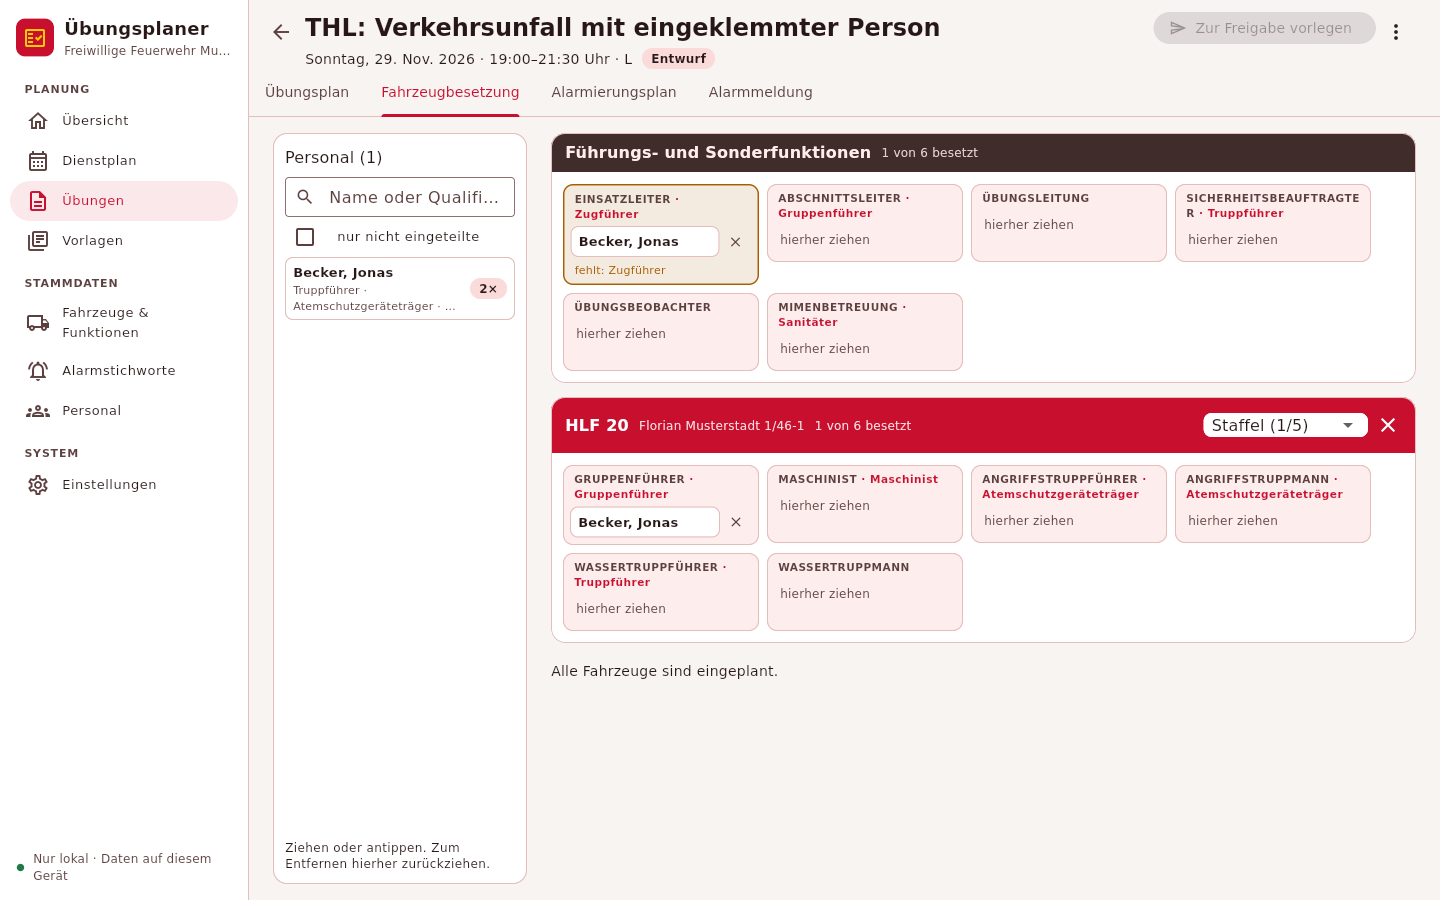 Übungsplaner
Freiwillige Feuerwehr Mu...
PLANUNG
Übersicht
Dienstplan
Übungen
Vorlagen
STAMMDATEN
Fahrzeuge &
Funktionen
Alarmstichworte
Personal
SYSTEM
Einstellungen
Nur lokal · Daten auf diesem
Gerät
THL: Verkehrsunfall mit eingeklemmter Person
Sonntag, 29. Nov. 2026 · 19:00–21:30 Uhr · L Entwurf
Zur Freigabe vorlegen
Übungsplan Fahrzeugbesetzung Alarmierungsplan Alarmmeldung
Personal (1)
Name oder Qualifi...
nur nicht eingeteilte
Becker, Jonas
Truppführer ·
Atemschutzgeräteträger · ...
2×
Ziehen oder antippen. Zum
Entfernen hierher zurückziehen.
Führungs- und Sonderfunktionen 1 von 6 besetzt
EINSATZLEITER ·
Zugführer
Becker, Jonas
fehlt: Zugführer
ABSCHNITTSLEITER ·
Gruppenführer
hierher ziehen
ÜBUNGSLEITUNG
hierher ziehen
SICHERHEITSBEAUFTRAGTE
R · Truppführer
hierher ziehen
ÜBUNGSBEOBACHTER
hierher ziehen
MIMENBETREUUNG ·
Sanitäter
hierher ziehen
HLF 20 Florian Musterstadt 1/46-1 1 von 6 besetzt
Staffel (1/5)
GRUPPENFÜHRER ·
Gruppenführer
Becker, Jonas
MASCHINIST · Maschinist
hierher ziehen
ANGRIFFSTRUPPFÜHRER ·
Atemschutzgeräteträger
hierher ziehen
ANGRIFFSTRUPPMANN ·
Atemschutzgeräteträger
hierher ziehen
WASSERTRUPPFÜHRER ·
Truppführer
hierher ziehen
WASSERTRUPPMANN
hierher ziehen
Alle Fahrzeuge sind eingeplant.